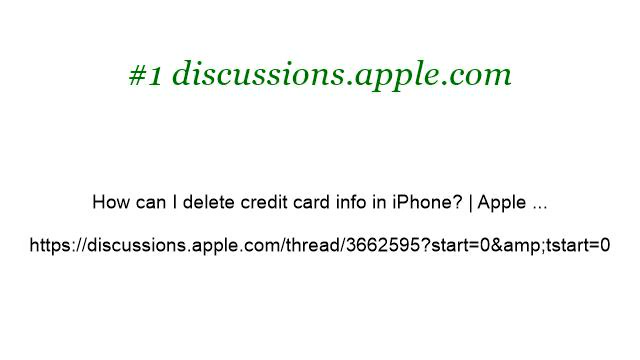 #1 discussions.apple.com
How can I delete credit card info in iPhone? | Apple ...
https://discussions.apple.com/thread/3662595?start=0&amp;tstart=0